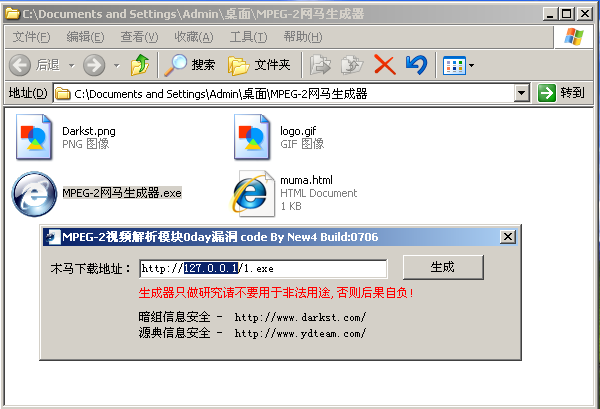 C:\Documents and Settings\Admin\桌面\MPEG-2网马生成器
文件(F) 编辑(E) 查看(V) 收藏(A) 工具(T) 帮助(H)
后退 搜索 文件夹
地址(D) C:\Documents and Settings\Admin\桌面\MPEG-2网马生成器 转到
Darkst.png
PNG 图像
logo.gif
GIF 图像
MPEG-2网马生成器.exe
muma.html
HTML Document
1 KB
MPEG-2视频解析模块0day漏洞 code By New4 Build:0706
木马下载地址： http://127.0.0.1/1.exe 生成
生成器只做研究请不要用于非法用途,否则后果自负!
暗组信息安全 - http://www.darkst.com/
源典信息安全 - http://www.ydteam.com/